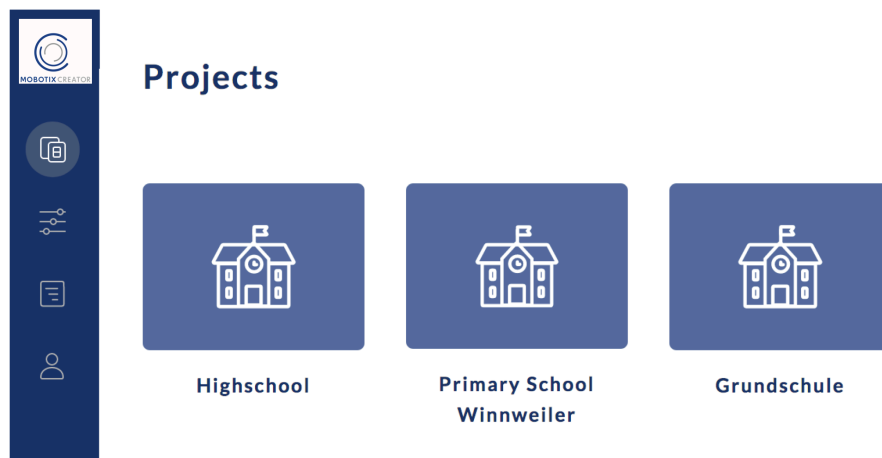 MOBOTIX CREATOR
Projects
Highschool
Primary School
Winnweiler
Grundschule